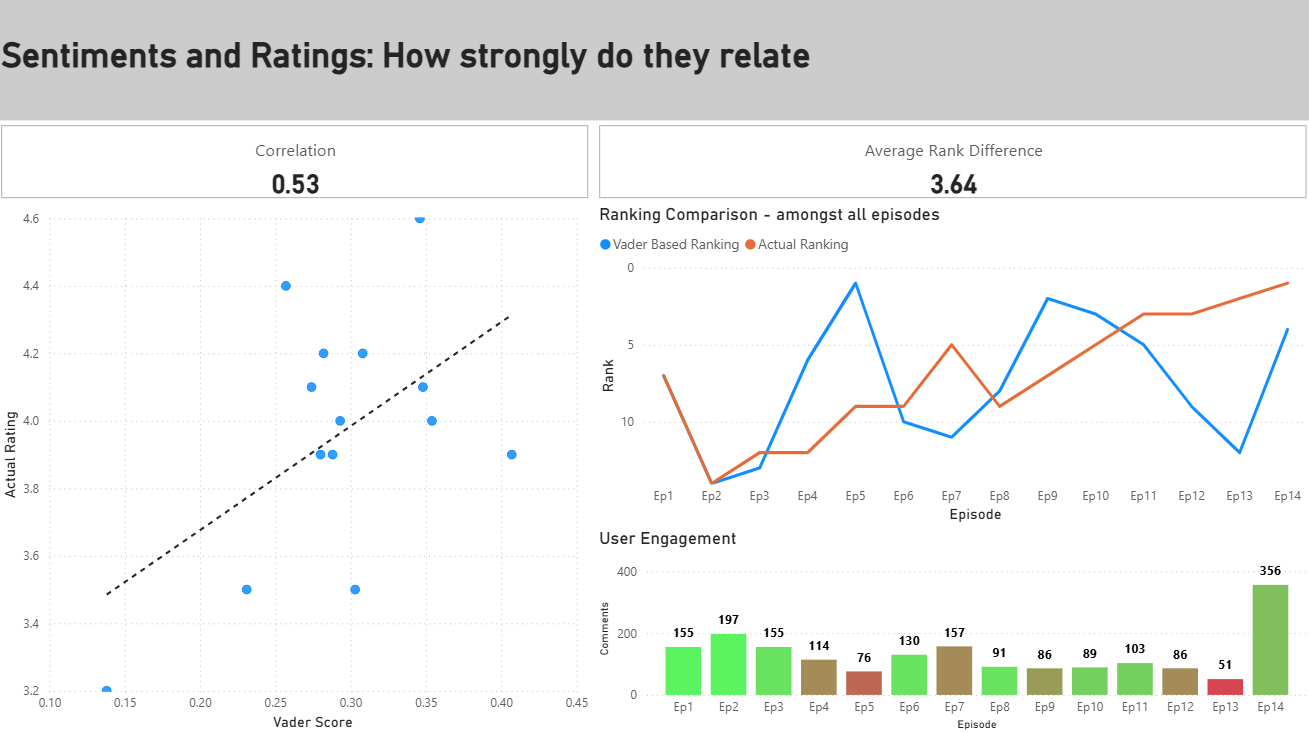 Sentiments and Ratings: How strongly do they relate
Correlation
0.53
Average Rank Difference
3.64
4.6
4.4
4.2
4.0
3.8
3.6
3.4
3.2
Actual Rating
0.10 0.15 0.20 0.25 0.30 0.35 0.40 0.45
Vader Score
Ranking Comparison - amongst all episodes
Vader Based Ranking Actual Ranking
0
5
10
Rank
Ep1 Ep2 Ep3 Ep4 Ep5 Ep6 Ep7 Ep8 Ep9 Ep10 Ep11 Ep12 Ep13 Ep14
Episode
User Engagement
400
200
0
Comments
155 197 155 114 76 130 157 91 86 89 103 86 51 356
Ep1 Ep2 Ep3 Ep4 Ep5 Ep6 Ep7 Ep8 Ep9 Ep10 Ep11 Ep12 Ep13 Ep14
Episode